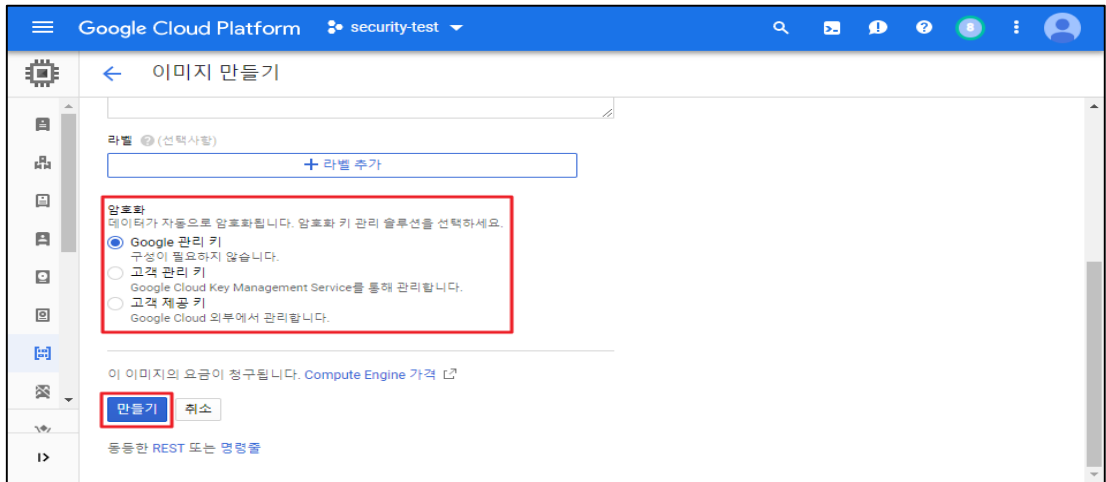 Google Cloud Platform security-test
이미지 만들기
라벨 (선택사항)
+ 라벨 추가
암호화
데이터가 자동으로 암호화됩니다. 암호화 키 관리 솔루션을 선택하세요.
Google 관리 키
구성이 필요하지 않습니다.
고객 관리 키
Google Cloud Key Management Service를 통해 관리합니다.
고객 제공 키
Google Cloud 외부에서 관리합니다.
이 이미지의 요금이 청구됩니다. Compute Engine 가격
만들기 취소
동등한 REST 또는 명령줄